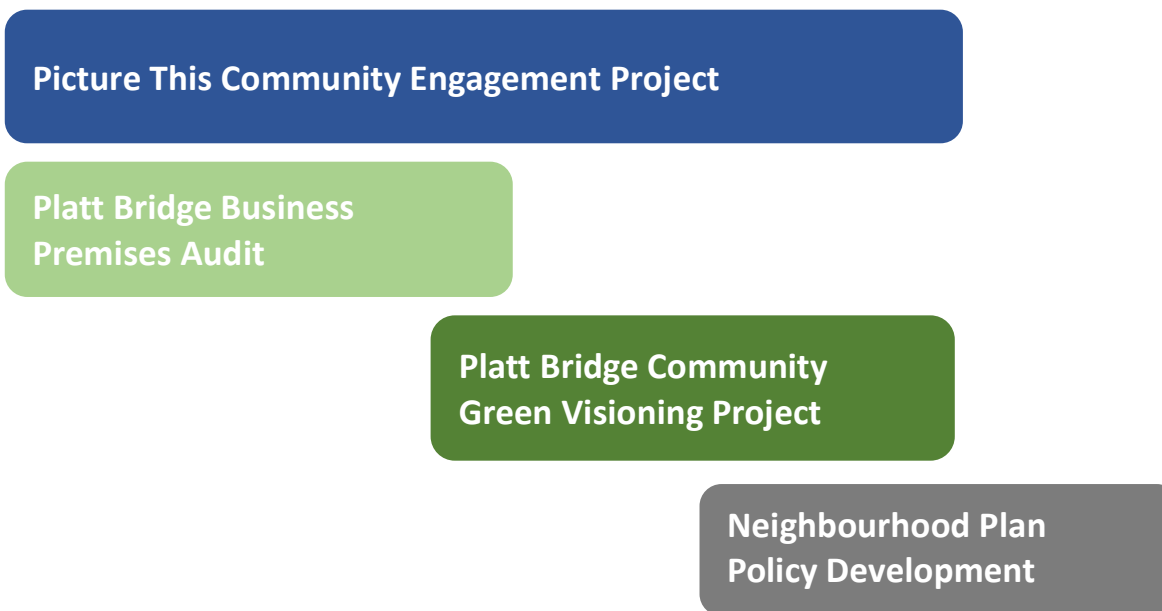 Picture This Community Engagement Project
Platt Bridge Business
Premises Audit
Platt Bridge Community
Green Visioning Project
Neighbourhood Plan
Policy Development